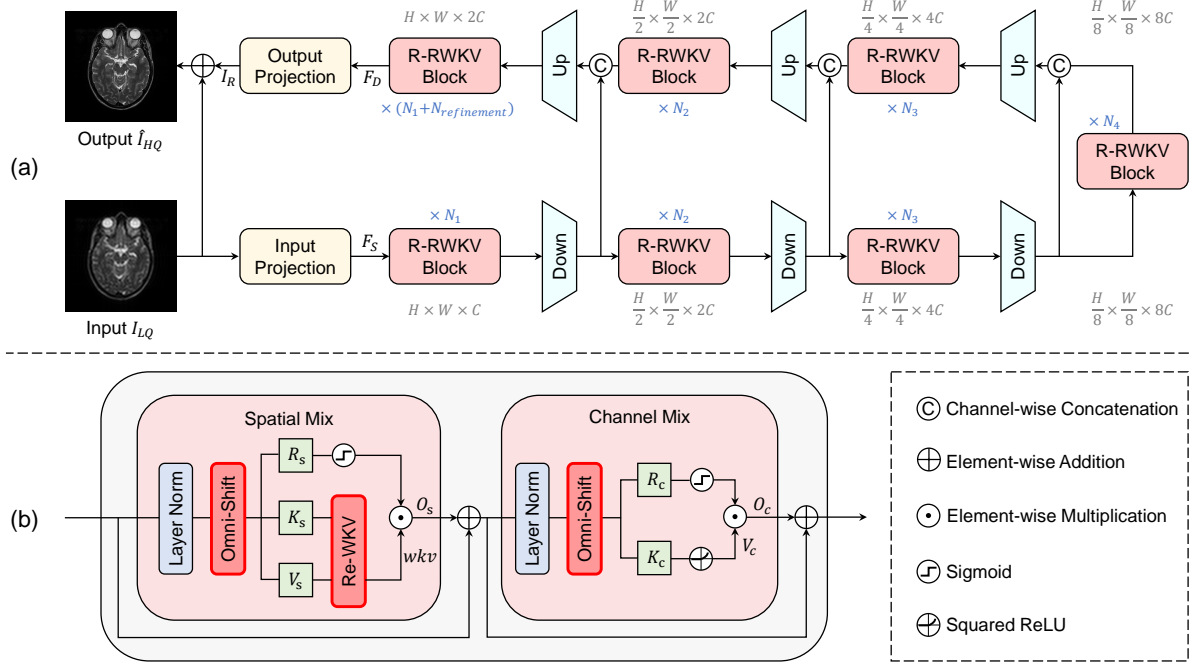 H × W × 2C
H/2 × W/2 × 2C
H/4 × W/4 × 4C
H/8 × W/8 × 8C
Output Projection
R-RWKV Block
Up
C
R-RWKV Block
Up
C
R-RWKV Block
Up
C
I_R
F_D
× (N_1+N_refinement)
× N_2
× N_3
× N_4
Output Î_HQ
R-RWKV Block
(a)
Input Projection
F_S
× N_1
R-RWKV Block
Down
× N_2
R-RWKV Block
Down
× N_3
R-RWKV Block
Down
Input I_LQ
H × W × C
H/2 × W/2 × 2C
H/4 × W/4 × 4C
H/8 × W/8 × 8C
(b)
Spatial Mix
Layer Norm
Omni-Shift
R_s
K_s
V_s
Re-WKV
O_s
wkv
Channel Mix
Layer Norm
Omni-Shift
R_c
K_c
O_c
V_c
C Channel-wise Concatenation
Element-wise Addition
Element-wise Multiplication
Sigmoid
Squared ReLU